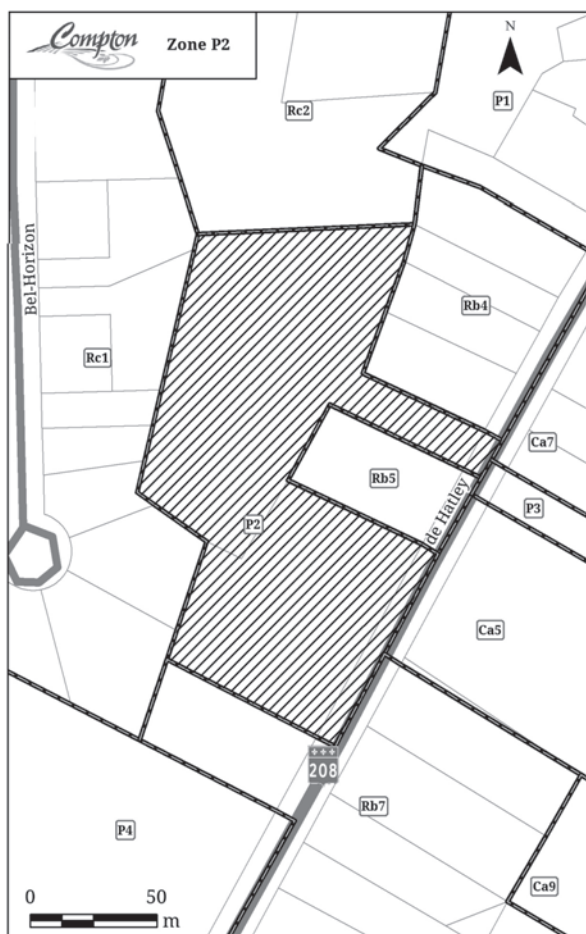 Compton
Zone P2
N
Rc2
P1
Bel-Horizon
Rb4
Rc1
Ca7
Rb5
P3
P2
de Hatley
Ca5
208
Rb7
P4
Ca9
0 50
m